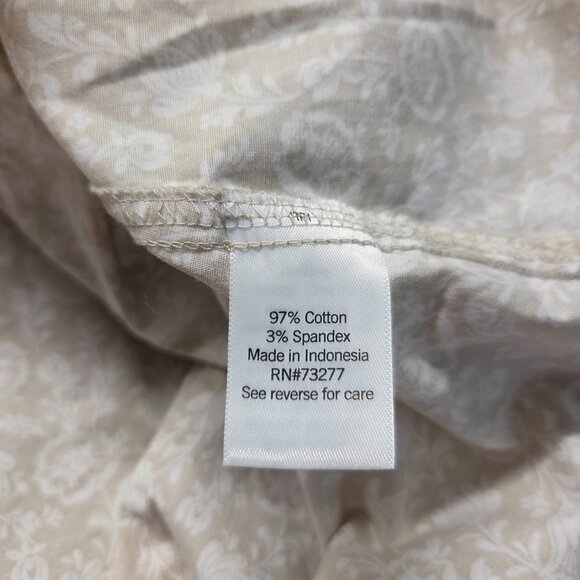 97% Cotton
3% Spandex
Made in Indonesia
RN#73277
See reverse for care